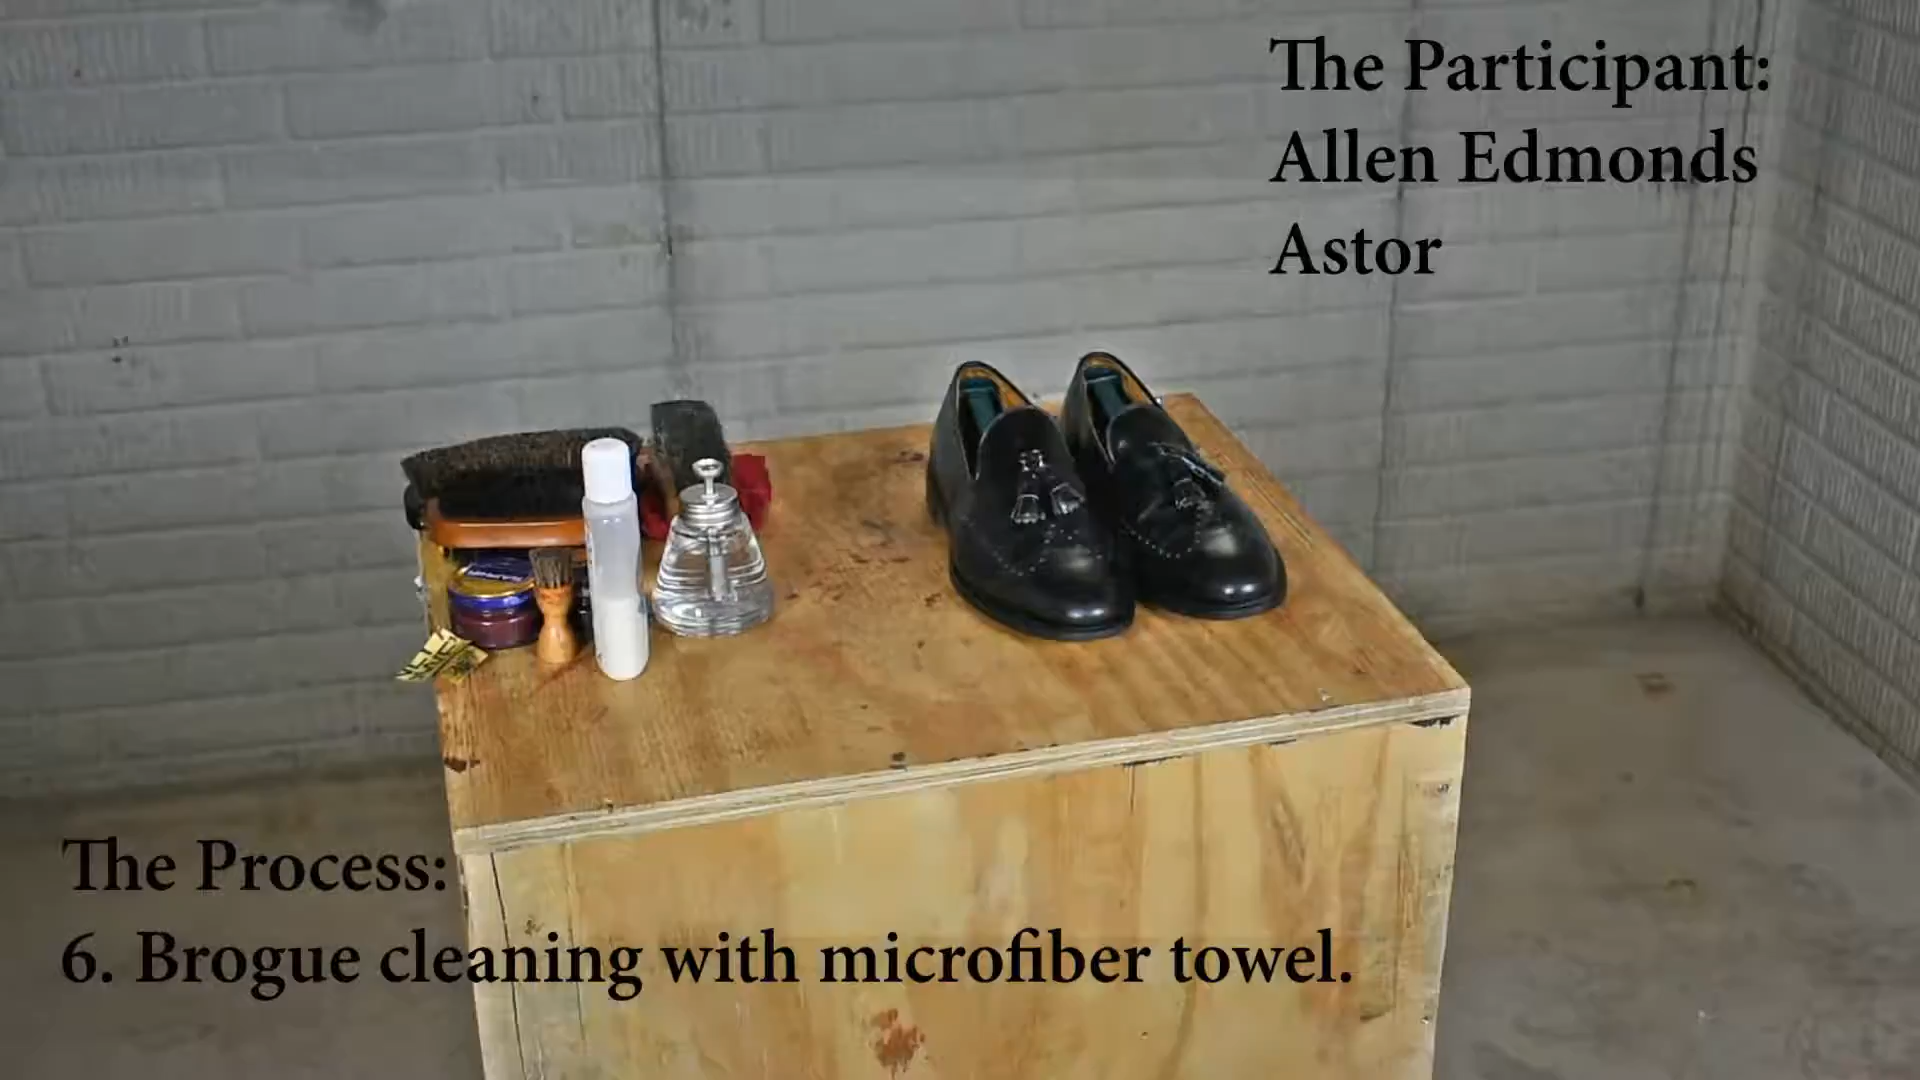 The Participant:
Allen Edmonds
Astor
The Process:
6. Brogue cleaning with microfiber towel.